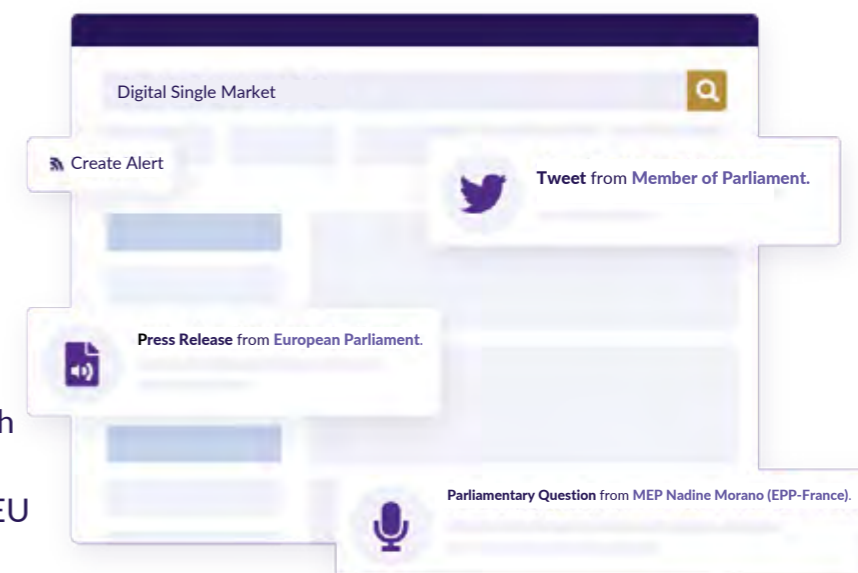 Digital Single Market
Create Alert
Tweet from Member of Parliament.
Press Release from European Parliament.
h
EU
Parliamentary Question from MEP Nadine Morano (EPP-France).